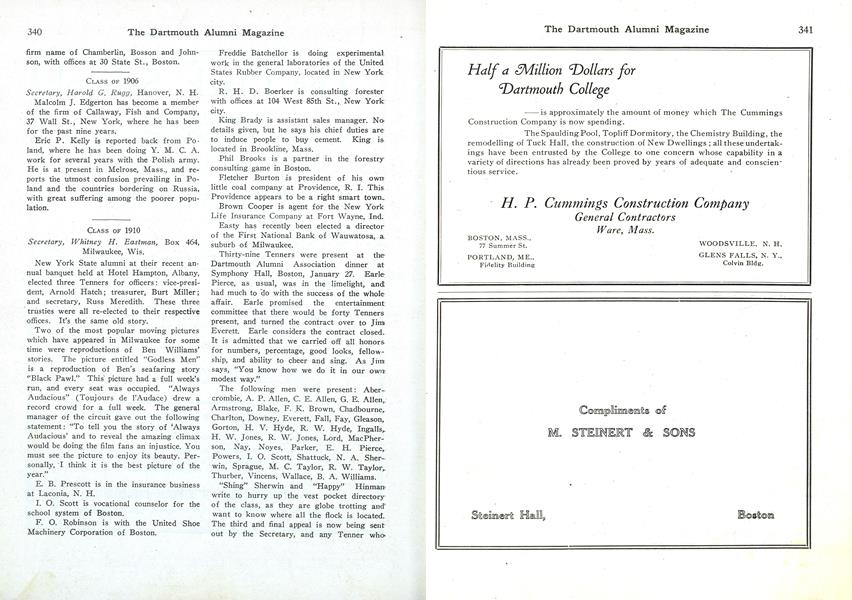 340
The Dartmouth Alumni Magazine
firm name of Chamberlin, Bosson and John-
son, with offices at 30 State St., Boston.
Class of 1906
Secretary, Harold G. Rugg, Hanover, N. H.
Malcolm J. Edgerton has become a member
of the firm of Callaway, Fish and Company,
37 Wall St., New York, where he has been
for the past nine years.
Eric P. Kelly is reported back from Po-
land, where he has been doing Y. M. C. A.
work for several years with the Polish army.
He is at present in Melrose, Mass., and re-
ports the utmost confusion prevailing in Po-
land and the countries bordering on Russia,
with great suffering among the poorer popu-
lation.
Class of 1910
Secretary, Whitney H. Eastman, Box 464,
Milwaukee, Wis.
New York State alumni at their recent an-
nual banquet held at Hotel Hampton, Albany,
elected three Tenners for officers: vice-presi-
dent, Arnold Hatch; treasurer, Burt Miller;
and secretary, Russ Meredith. These three
trusties were all re-elected to their respective
offices. It's the same old story.
Two of the most popular moving pictures
which have appeared in Milwaukee for some
time were reproductions of Ben Williams'
stories. The picture entitled "Godless Men"
is a reproduction of Ben's seafaring story
"Black Pawl." This picture had a full week's
run, and every seat was occupied. "Always
Audacious" (Toujours de l'Audace) drew a
record crowd for a full week. The general
manager of the circuit gave out the following
statement: "To tell you the story of 'Always
Audacious' and to reveal the amazing climax
would be doing the film fans an injustice. You
must see the picture to enjoy its beauty. Per-
sonally, I think it is the best picture of the
year."
E. B. Prescott is in the insurance business
at Laconia, N. H.
I. O. Scott is vocational counselor for the
school system of Boston.
F. O. Robinson is with the United Shoe
Machinery Corporation of Boston.
Freddie Batchellor is doing experimental
work in the general laboratories of the United
States Rubber Company, located in New York
city.
R. H. D. Boerker is consulting forester
with offices at 104 West 85th St., New York
city.
King Brady is assistant sales manager. No
details given, but he says his chief duties are
to induce people to buy cement. King is
located in Brookline, Mass.
Phil Brooks is a partner in the forestry
consulting game in Boston.
Fletcher Burton is president of his own
little coal company at Providence, R. I. This
Providence appears to be a right smart town.
Brown Cooper is agent for the New York
Life Insurance Company at Fort Wayne, Ind.
Easty has recently been elected a director
of the First National Bank of Wauwatosa, a
suburb of Milwaukee.
Thirty-nine Tenners were present at the
Dartmouth Alumni Association dinner at
Symphony Hall, Boston, January 27. Earle
Pierce, as usual, was in the limelight, and
had much to do with the success of the whole
affair. Earle promised the entertainment
committee that there would be forty Tenners
present, and turned the contract over to Jim
Everett. Earle considers the contract closed.
It is admitted that we carried off all honors
for numbers, percentage, good looks, fellow-
ship, and ability to cheer and sing. As Jim
says, "You know how we do it in our own
modest way."
The following men were present: Aber-
crombie, A. P. Allen, C. E. Allen, G. E. Allen,
Armstrong, Blake, F. K. Brown, Chadbourne,
Charlton, Downey, Everett, Fall, Fay, Gleason,
Gorton, H. V. Hyde, R. W. Hyde, Ingalls,
H. W. Jones, R. W. Jones, Lord, MacPher-
son, Nay, Noyes, Parker, E. H. Pierce,
Powers, I. O. Scott, Shattuck, N. A. Sher-
win, Sprague, M. C. Taylor, R. W. Taylor,
Thurber, Vincens, Wallace, B. A. Williams.
"Shing" Sherwin and "Happy" Hinman
write to hurry up the vest pocket directory
of the class, as they are globe trotting and
want to know where all the flock is located.
The third and final appeal is now being sent
out by the Secretary, and any Tenner who
The Dartmouth Alumni Magazine
341
Half a Million Dollars for
Dartmouth College
—is approximately the amount of money which The Cummings
Construction Company is now spending.
The Spaulding Pool, Topliff Dormitory, the Chemistry Building, the
remodelling of Tuck Hall, the construction of New Dwellings; all these undertak-
ings have been entrusted by the College to one concern whose capability in a
variety of directions has already been proved by years of adequate and conscien-
tious service.
H. P. Cummings Construction Company
General Contractors
Ware, Mass.
BOSTON, MASS.,
77 Summer St.
PORTLAND, ME.,
Fidelity Building
WOODSVILLE, N. H.
GLENS FALLS, N. Y.,
Colvin Bldg.
Compliments of
M. STEINERT & SONS
Steinert Hall,
Boston